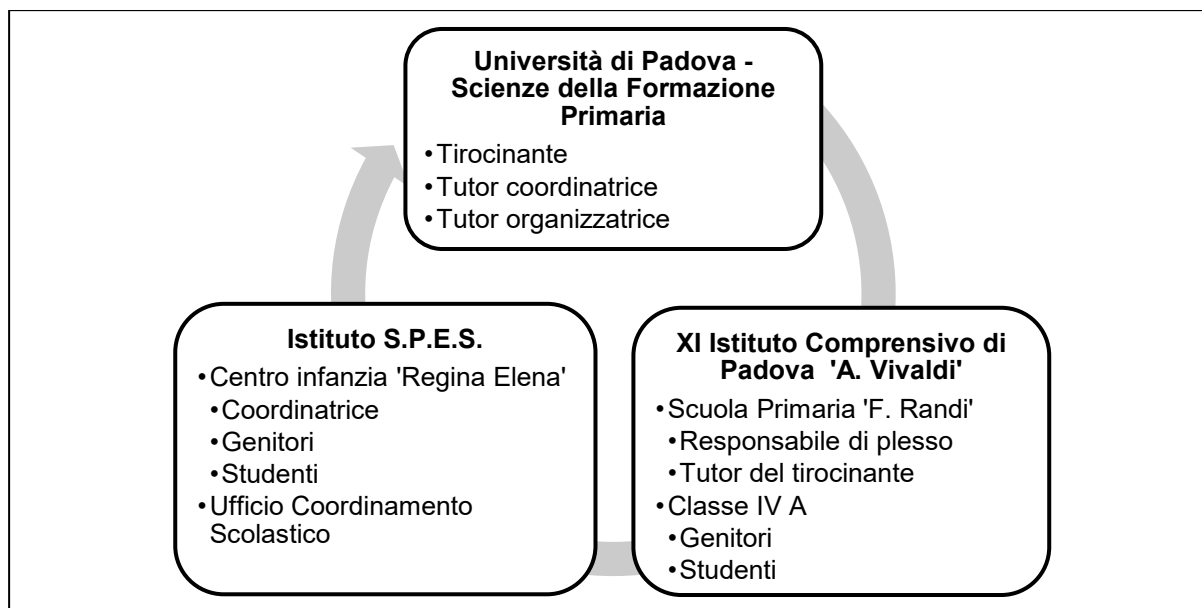 Università di Padova -
Scienze della Formazione
Primaria
•Tirocinante
•Tutor coordinatrice
•Tutor organizzatrice
Istituto S.P.E.S.
•Centro infanzia 'Regina Elena'
•Coordinatrice
•Genitori
•Studenti
•Ufficio Coordinamento
Scolastico
XI Istituto Comprensivo di
Padova 'A. Vivaldi'
•Scuola Primaria 'F. Randi'
•Responsabile di plesso
•Tutor del tirocinante
•Classe IV A
•Genitori
•Studenti